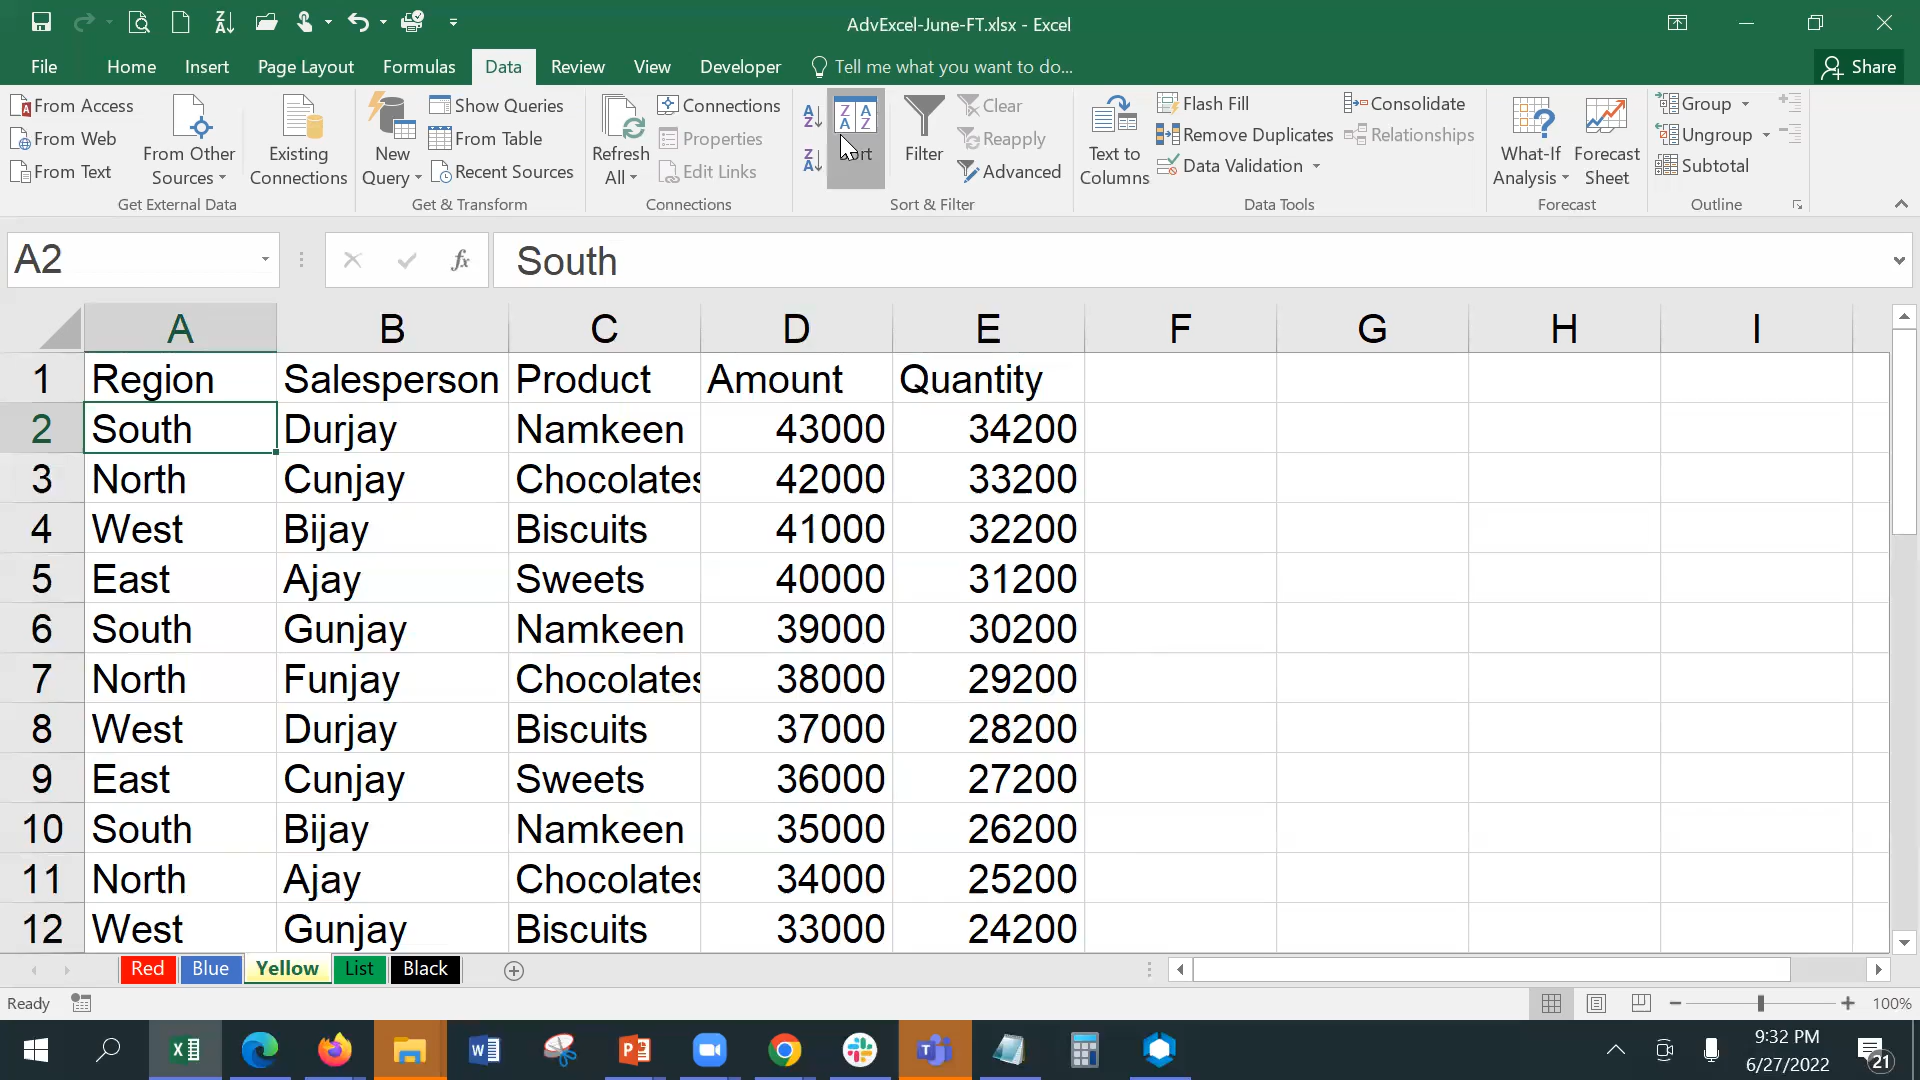 AdvExcel-June-FT.xlsx - Excel
File Home Insert Page Layout Formulas Data Review View Developer Tell me what you want to do... Share
From Access
From Web
From Text
From Other Sources
Existing Connections
Get External Data
New Query
Show Queries
From Table
Recent Sources
Get & Transform
Refresh All
Connections
Properties
Edit Links
Connections
Sort
Filter
Clear
Reapply
Advanced
Sort & Filter
Text to Columns
Flash Fill
Remove Duplicates
Data Validation
Consolidate
Relationships
Data Tools
What-If Analysis
Forecast Sheet
Forecast
Group
Ungroup
Subtotal
Outline
A2 fx South
A B C D E F G H I
1 Region Salesperson Product Amount Quantity
2 South Durjay Namkeen 43000 34200
3 North Cunjay Chocolates 42000 33200
4 West Bijay Biscuits 41000 32200
5 East Ajay Sweets 40000 31200
6 South Gunjay Namkeen 39000 30200
7 North Funjay Chocolates 38000 29200
8 West Durjay Biscuits 37000 28200
9 East Cunjay Sweets 36000 27200
10 South Bijay Namkeen 35000 26200
11 North Ajay Chocolates 34000 25200
12 West Gunjay Biscuits 33000 24200
Red Blue Yellow List Black
Ready 100%
9:32 PM
6/27/2022
21